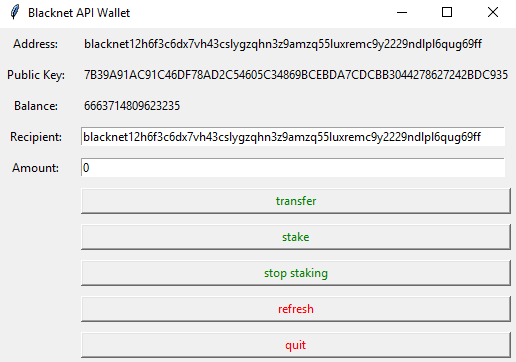 Blacknet API Wallet
Address: blacknet12h6f3c6dx7vh43cslygzqhn3z9amzq55luxremc9y2229ndlpl6qug69ff
Public Key: 7B39A91AC91C46DF78AD2C54605C34869BCEBDA7CDCBB3044278627242BDC935
Balance: 6663714809623235
Recipient: blacknet12h6f3c6dx7vh43cslygzqhn3z9amzq55luxremc9y2229ndlpl6qug69ff
Amount: 0
transfer
stake
stop staking
refresh
quit